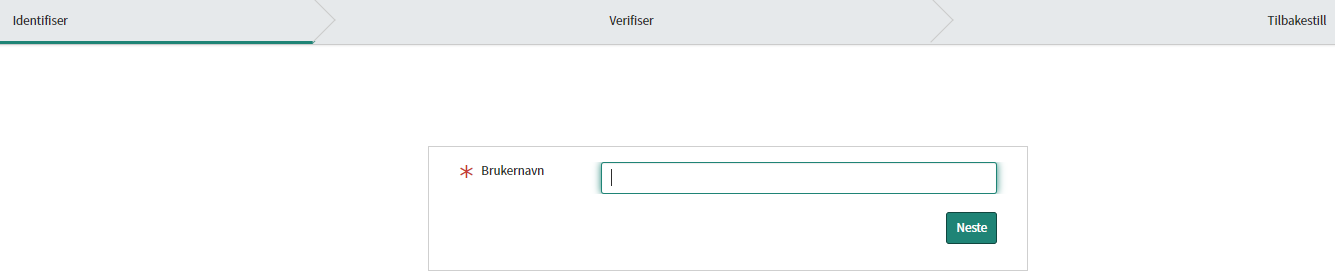 Identifiser
Verifiser
Tilbakestill
* Brukernavn
Neste